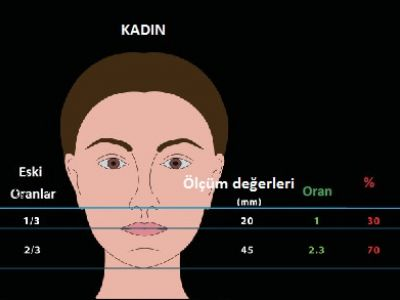 KADIN
Eski Oranlar Ölçüm değerleri (mm) Oran %
1/3 20 1 30
2/3 45 2.3 70